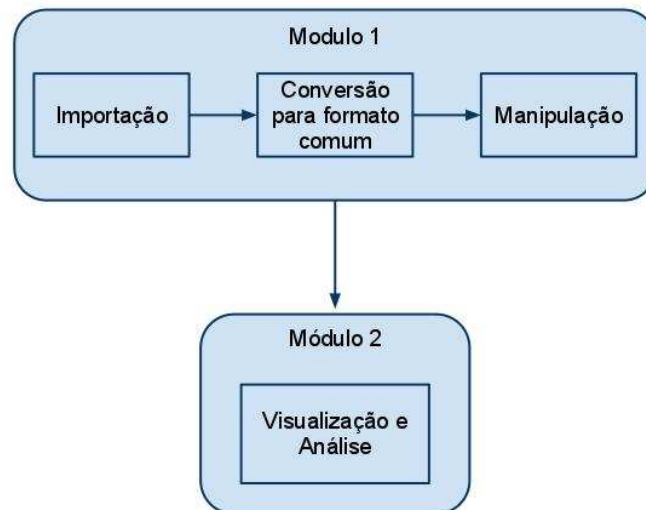 Modulo 1
Importação
Conversão
para formato
comum
Manipulação
Módulo 2
Visualização e
Análise